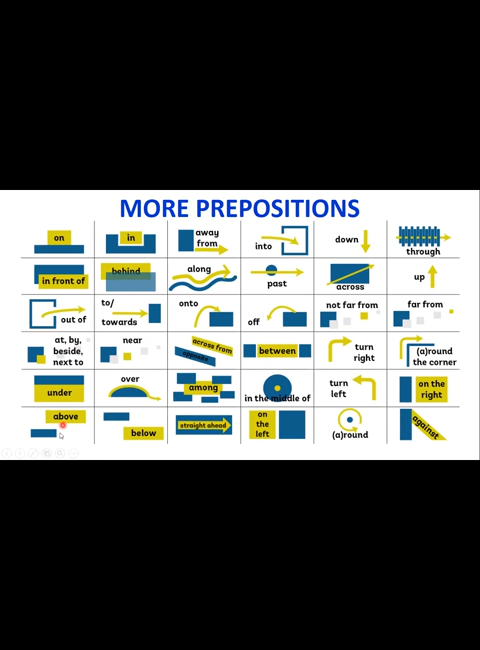 MORE PREPOSITIONS
on
in
away
from
into
down
through
in front of
behind
along
past
across
up
out of
to/
towards
onto
off
not far from
far from
at, by,
beside,
next to
near
across from
opposite
between
turn
right
(a)round
the corner
under
over
among
in the middle of
turn
left
on the
right
above
below
straight ahead
on
the
left
(a)round
against